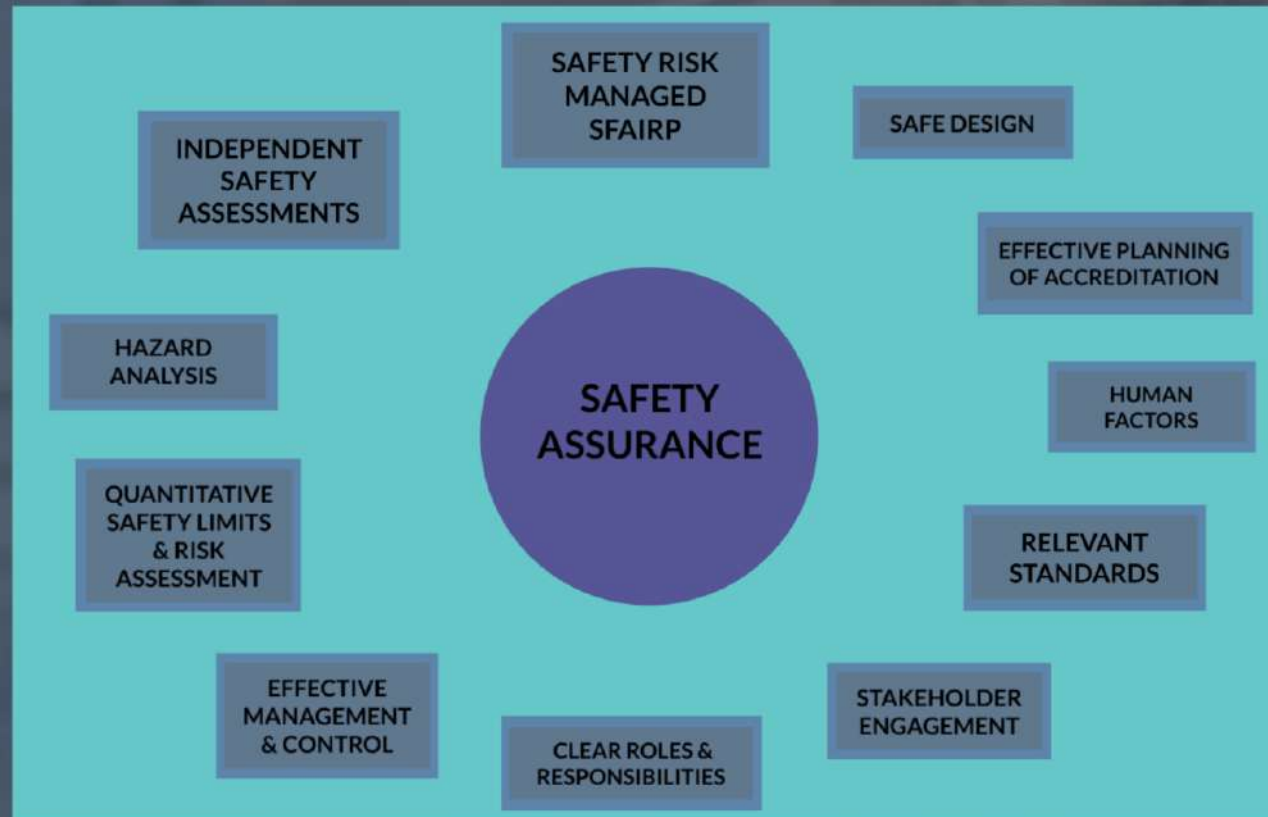 SAFETY RISK
MANAGED
SFAIRP
SAFE DESIGN
INDEPENDENT
SAFETY
ASSESSMENTS
EFFECTIVE PLANNING
OF ACCREDITATION
HAZARD
ANALYSIS
SAFETY
ASSURANCE
HUMAN
FACTORS
QUANTITATIVE
SAFETY LIMITS
& RISK
ASSESSMENT
RELEVANT
STANDARDS
EFFECTIVE
MANAGEMENT
& CONTROL
STAKEHOLDER
ENGAGEMENT
CLEAR ROLES &
RESPONSIBILITIES